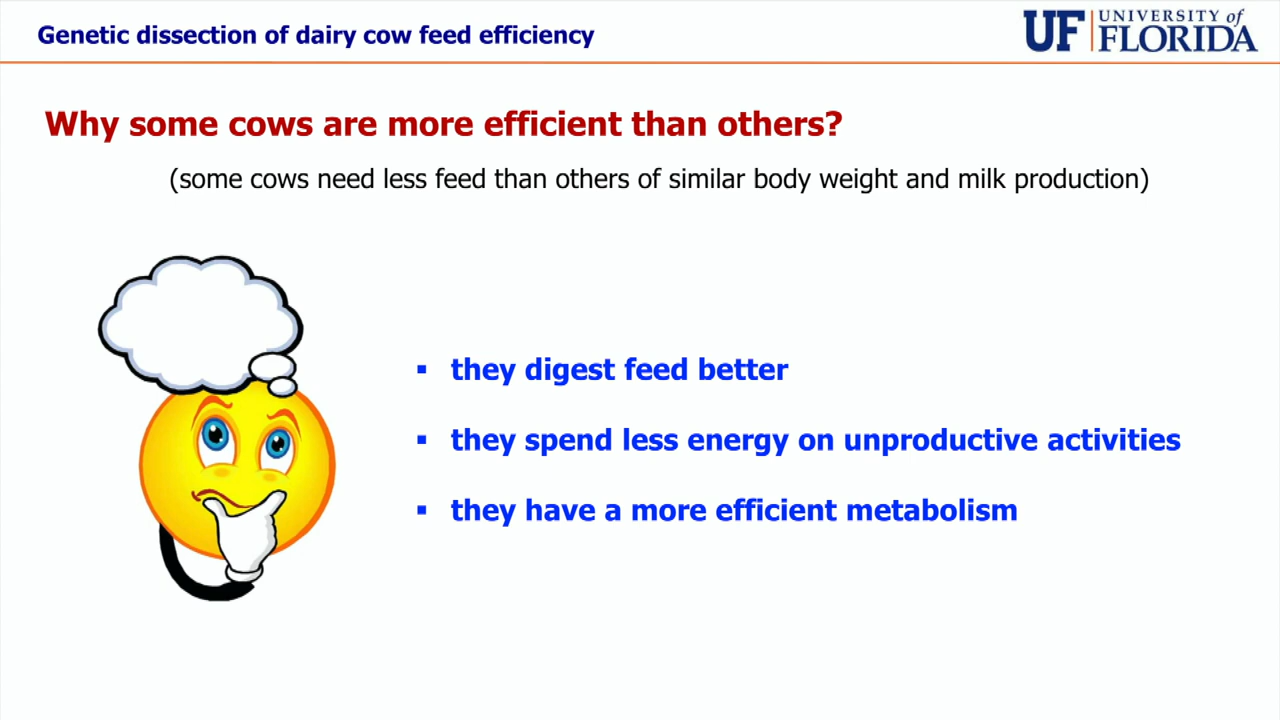 Genetic dissection of dairy cow feed efficiency
UF UNIVERSITY of
FLORIDA
Why some cows are more efficient than others?
(some cows need less feed than others of similar body weight and milk production)
▪ they digest feed better
▪ they spend less energy on unproductive activities
▪ they have a more efficient metabolism